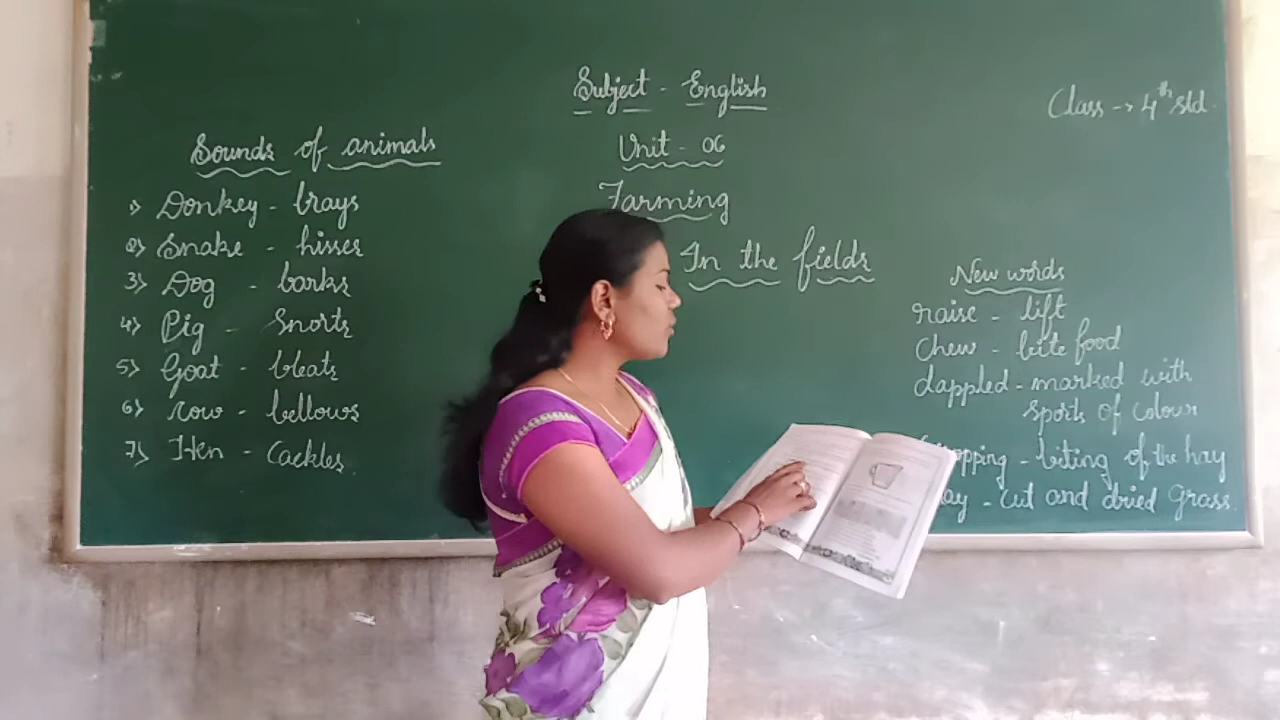 Subject - English
Class -> 4th std.
Unit - 06
Farming
In the fields
Sounds of animals
1) Donkey - brays
2) Snake - hisses
3) Dog - barks
4) Pig - Snorts
5) Goat - bleats
6) cow - bellows
7) Hen - Cackles.
New words
raise - lift
Chew - bite food
dappled - marked with
spots of colour
- biting of the hay
- cut and dried grass.